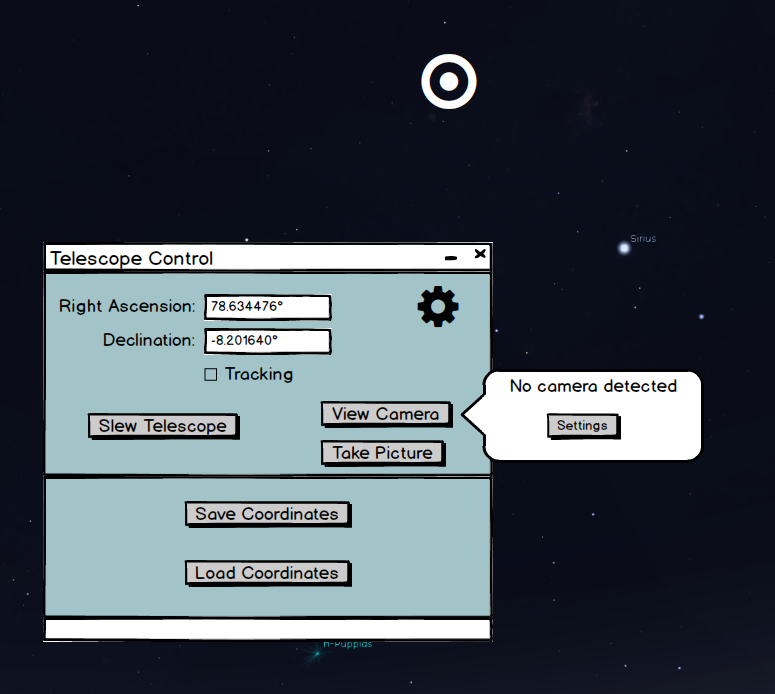 Sirius
Telescope Control
Right Ascension: 78.634476°
Declination: -8.201640°
Tracking
No camera detected
View Camera
Settings
Slew Telescope
Take Picture
Save Coordinates
Load Coordinates